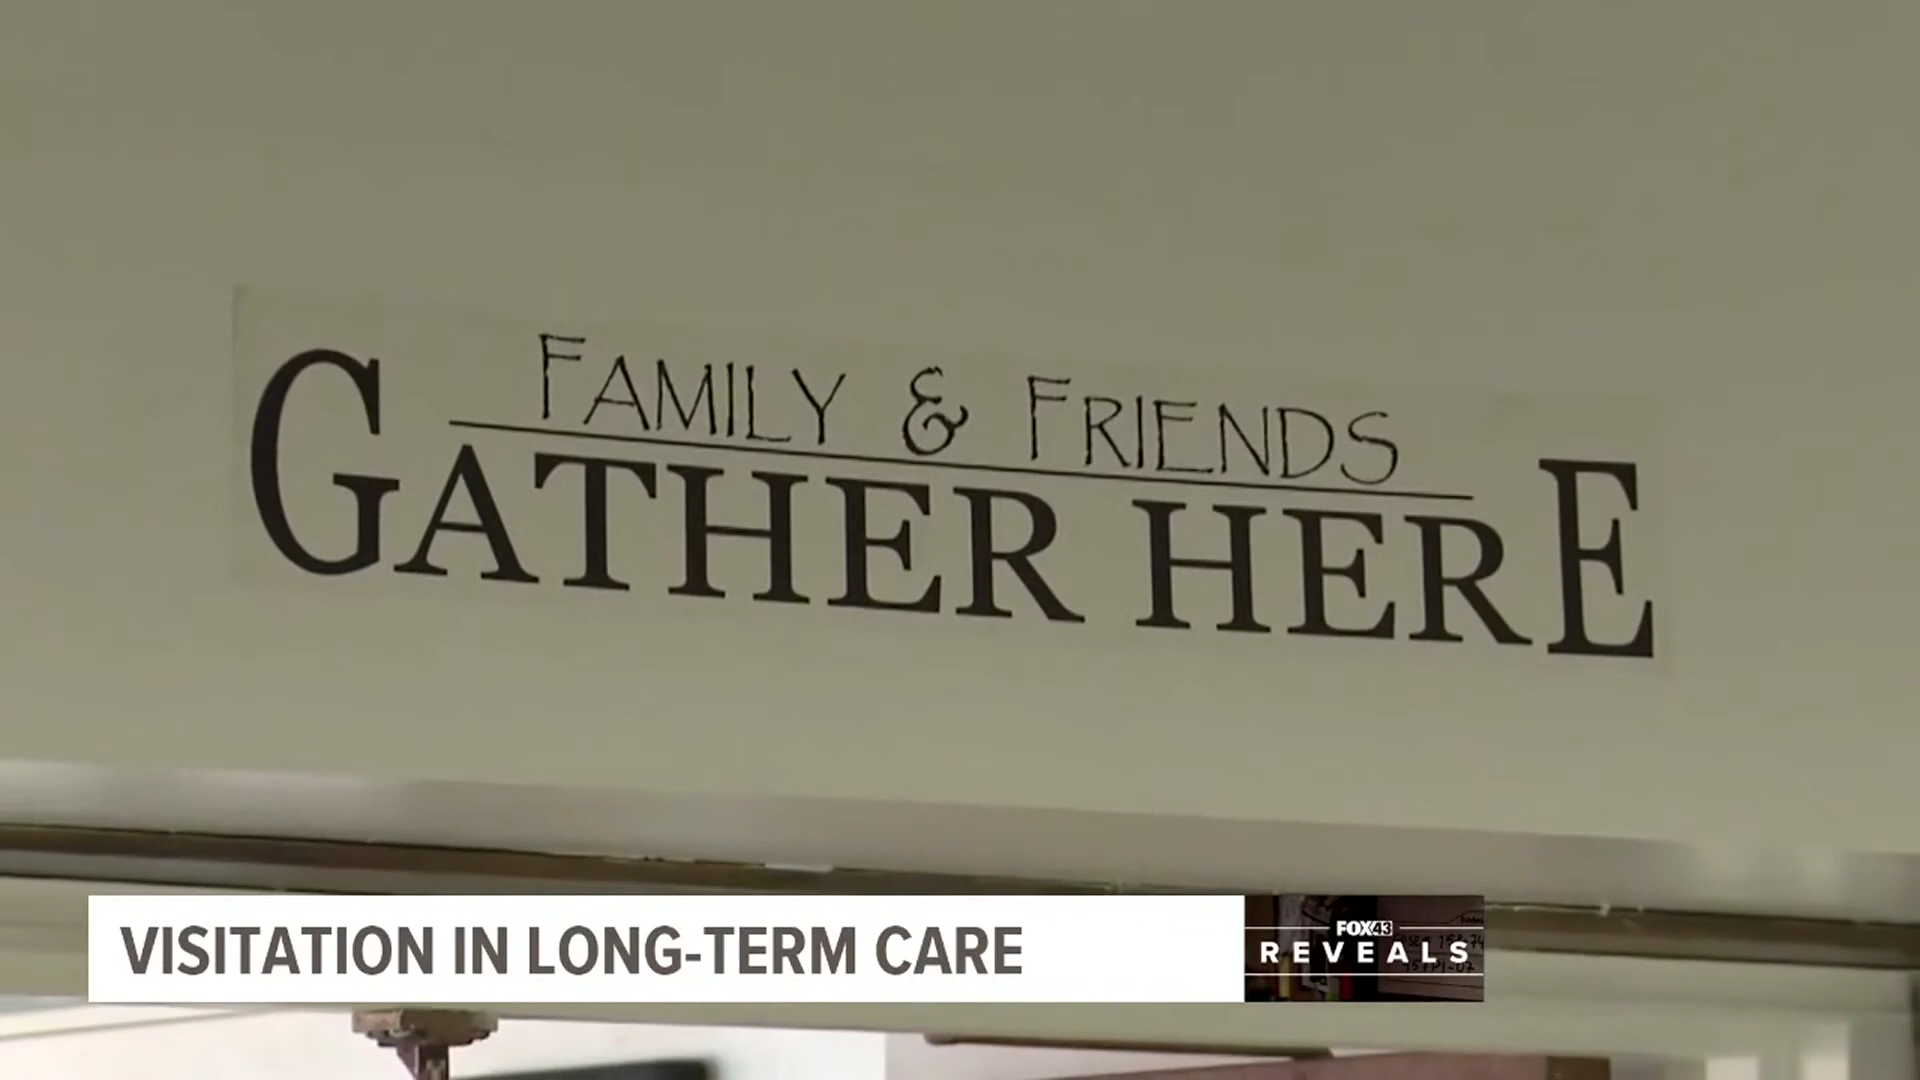 FAMILY & FRIENDS
GATHER HERE
VISITATION IN LONG-TERM CARE
FOX43
REVEALS